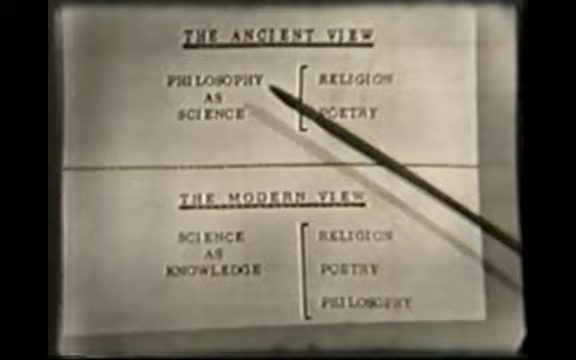 THE ANCIENT VIEW
PHILOSOPHY
AS
SCIENCE
RELIGION
POETRY
THE MODERN VIEW
SCIENCE
AS
KNOWLEDGE
RELIGION
POETRY
PHILOSOPHY